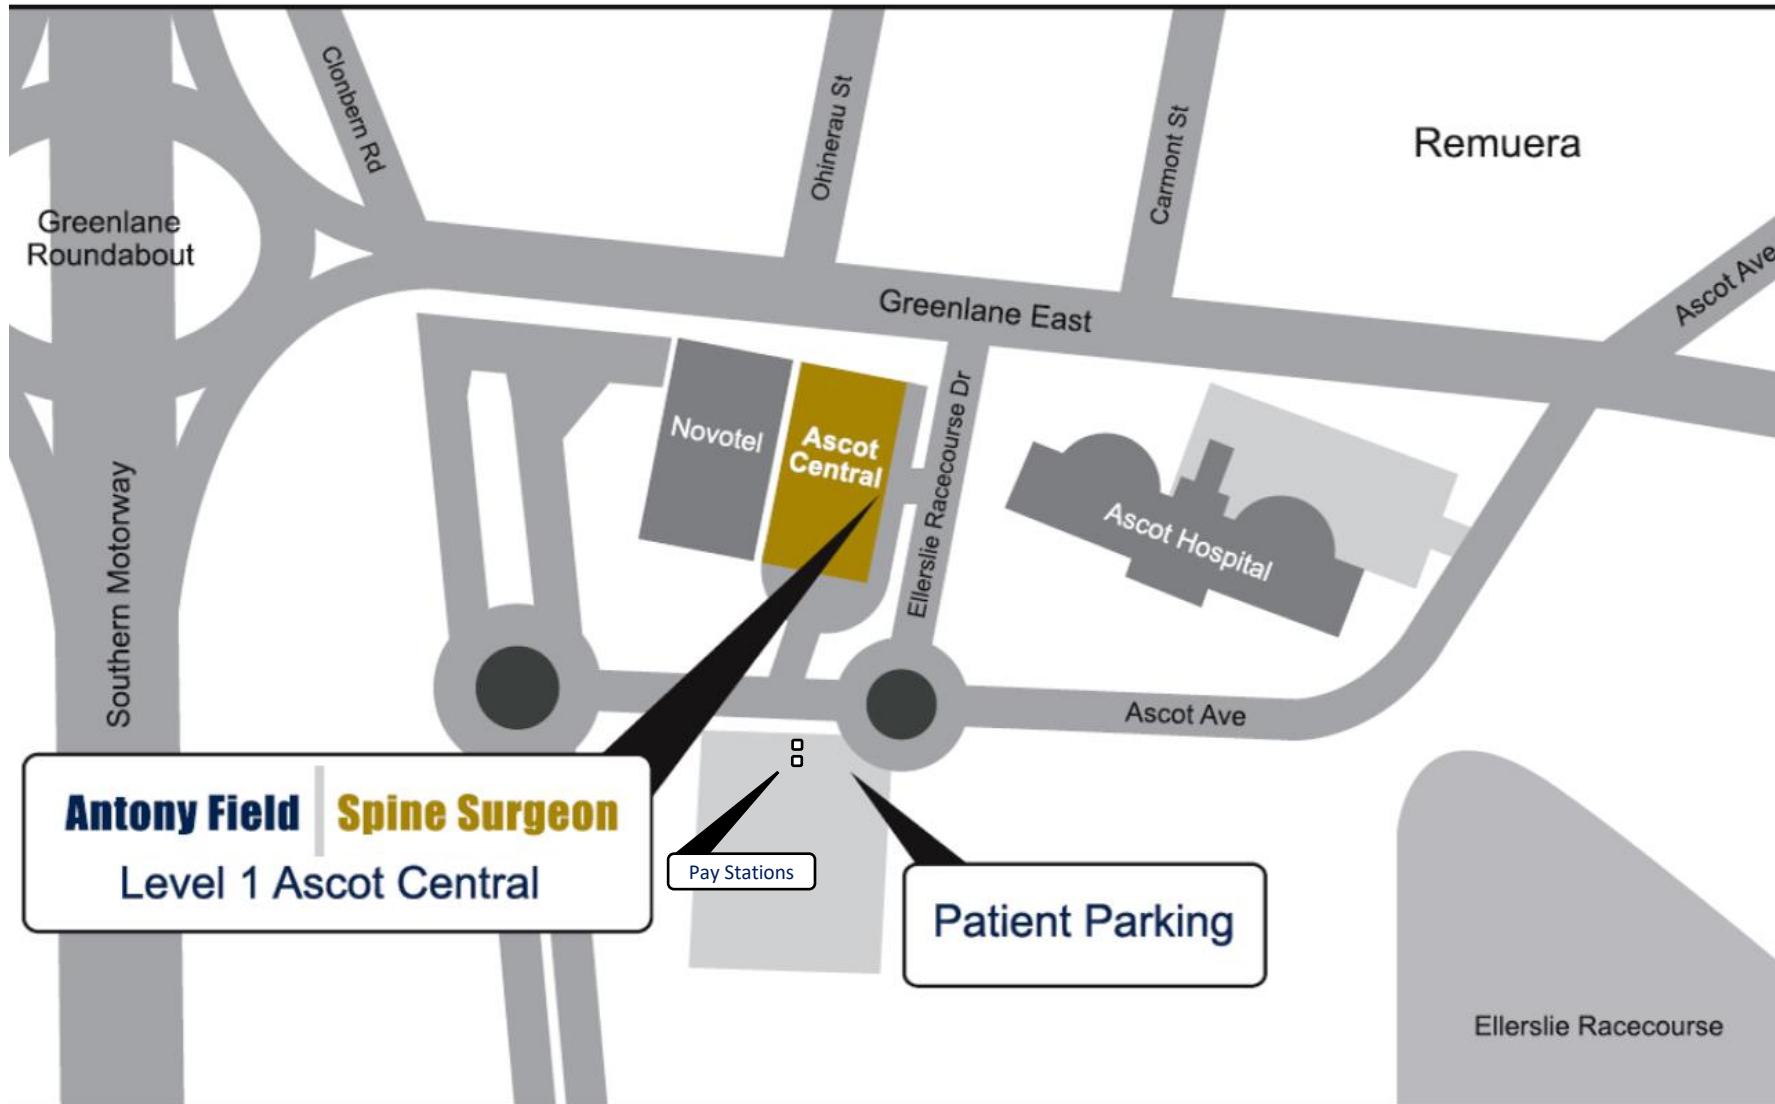 Clonbern Rd
Ohinerau St
Carmont St
Remuera
Greenlane
Roundabout
Ascot Ave
Greenlane East
Novotel
Ascot
Central
Ellerslie Racecourse Dr
Ascot Hospital
Southern Motorway
Ascot Ave
Antony Field | Spine Surgeon
Level 1 Ascot Central
Pay Stations
Patient Parking
Ellerslie Racecourse